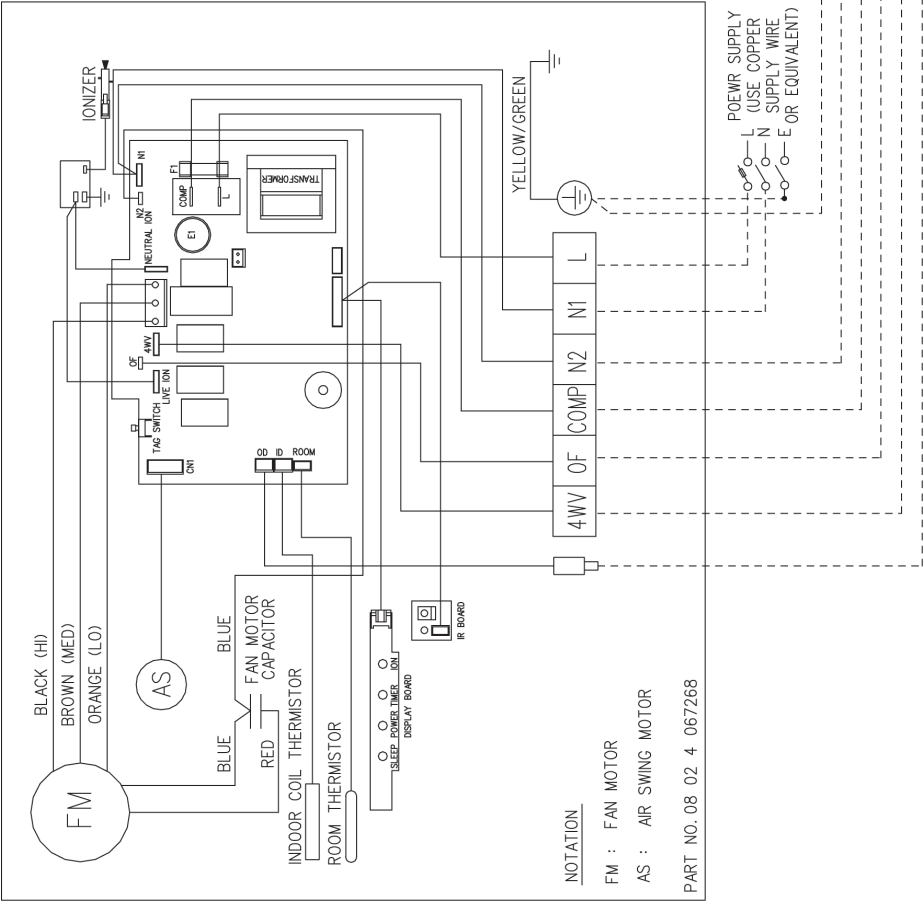 POEWR SUPPLY
(USE COPPER
SUPPLY WIRE
OR EQUIVALENT)
L
N
E
YELLOW/GREEN
IONIZER
N1
N2
NEUTRAL ION
COMP
L
F1
TRANSFORMER
E1
4WV
OF
LIVE ION
TAG SWITCH
CN1
OD
ID
ROOM
L
N1
N2
COMP
OF
4WV
BLACK (HI)
BROWN (MED)
ORANGE (LO)
FM
AS
BLUE
BLUE
RED
FAN MOTOR
CAPACITOR
INDOOR COIL THERMISTOR
ROOM THERMISTOR
SLEEP POWER TIMER ION
DISPLAY BOARD
IR BOARD
NOTATION
FM : FAN MOTOR
AS : AIR SWING MOTOR
PART NO. 08 02 4 067268